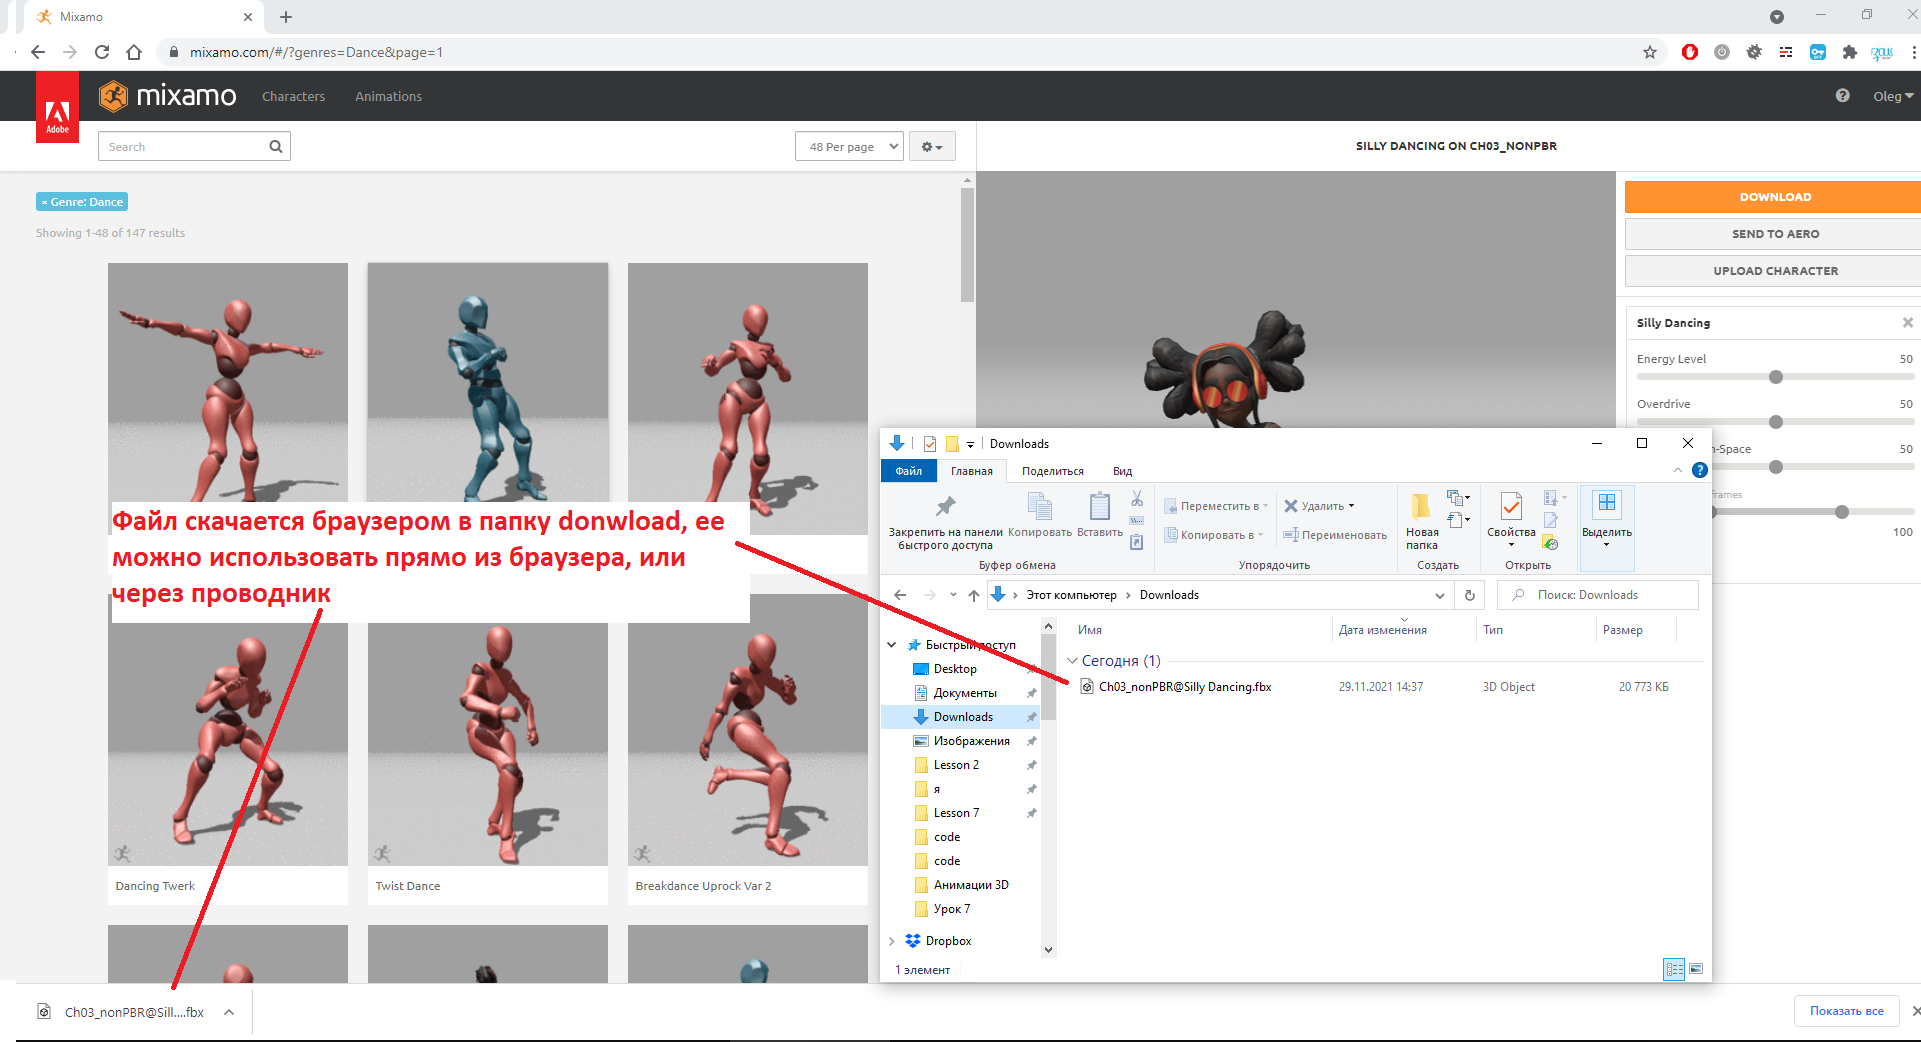 Mixamo
mixamo.com/#/?genres=Dance&page=1
Adobe
mixamo
Characters
Animations
Oleg
Search
48 Per page
SILLY DANCING ON CH03_NONPBR
× Genre: Dance
Showing 1-48 of 147 results
DOWNLOAD
SEND TO AERO
UPLOAD CHARACTER
Silly Dancing
Energy Level 50
Overdrive 50
n-Space 50
frames
100
Файл скачается браузером в папку donwload, ее
можно использовать прямо из браузера, или
через проводник
Dancing Twerk
Twist Dance
Breakdance Uprock Var 2
Downloads
Файл
Главная
Поделиться
Вид
Закрепить на панели
быстрого доступа
Копировать
Вставить
Буфер обмена
Переместить в
Копировать в
Удалить
Переименовать
Упорядочить
Новая
папка
Создать
Свойства
Открыть
Выделить
Этот компьютер > Downloads
Поиск: Downloads
Имя
Дата изменения
Тип
Размер
Сегодня (1)
Ch03_nonPBR@Silly Dancing.fbx
29.11.2021 14:37
3D Object
20 773 КБ
Быстрый доступ
Desktop
Документы
Downloads
Изображения
Lesson 2
я
Lesson 7
code
code
Анимации 3D
Урок 7
Dropbox
1 элемент
Ch03_nonPBR@Sill....fbx
Показать все